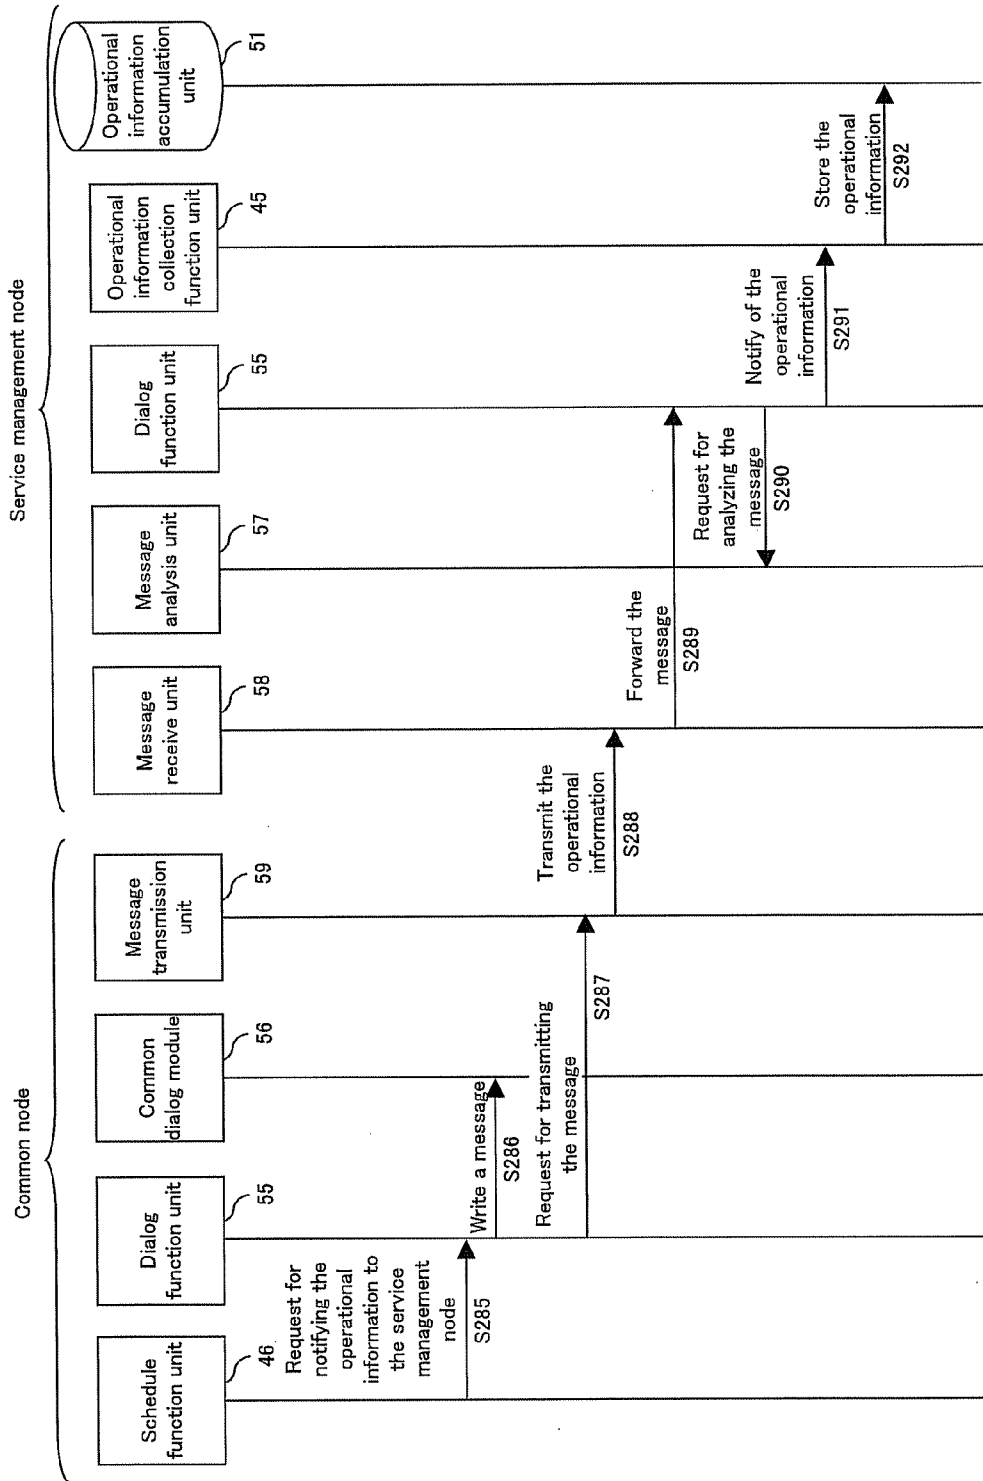 Common node
Service management node
Schedule
function unit
46
Dialog
function unit
55
Common
dialog module
56
Message
transmission
unit
59
Message
receive unit
58
Message
analysis unit
57
Dialog
function unit
55
Operational
information
collection
function unit
45
Operational
information
accumulation
unit
51
Request for
notifying the
operational
information to
the service
management
node
S285
Write a message
S286
Request for transmitting
the message
S287
Transmit the
operational
information
S288
Forward the
message
S289
Request for
analyzing the
message
S290
Notify of the
operational
information
S291
Store the
operational
information
S292